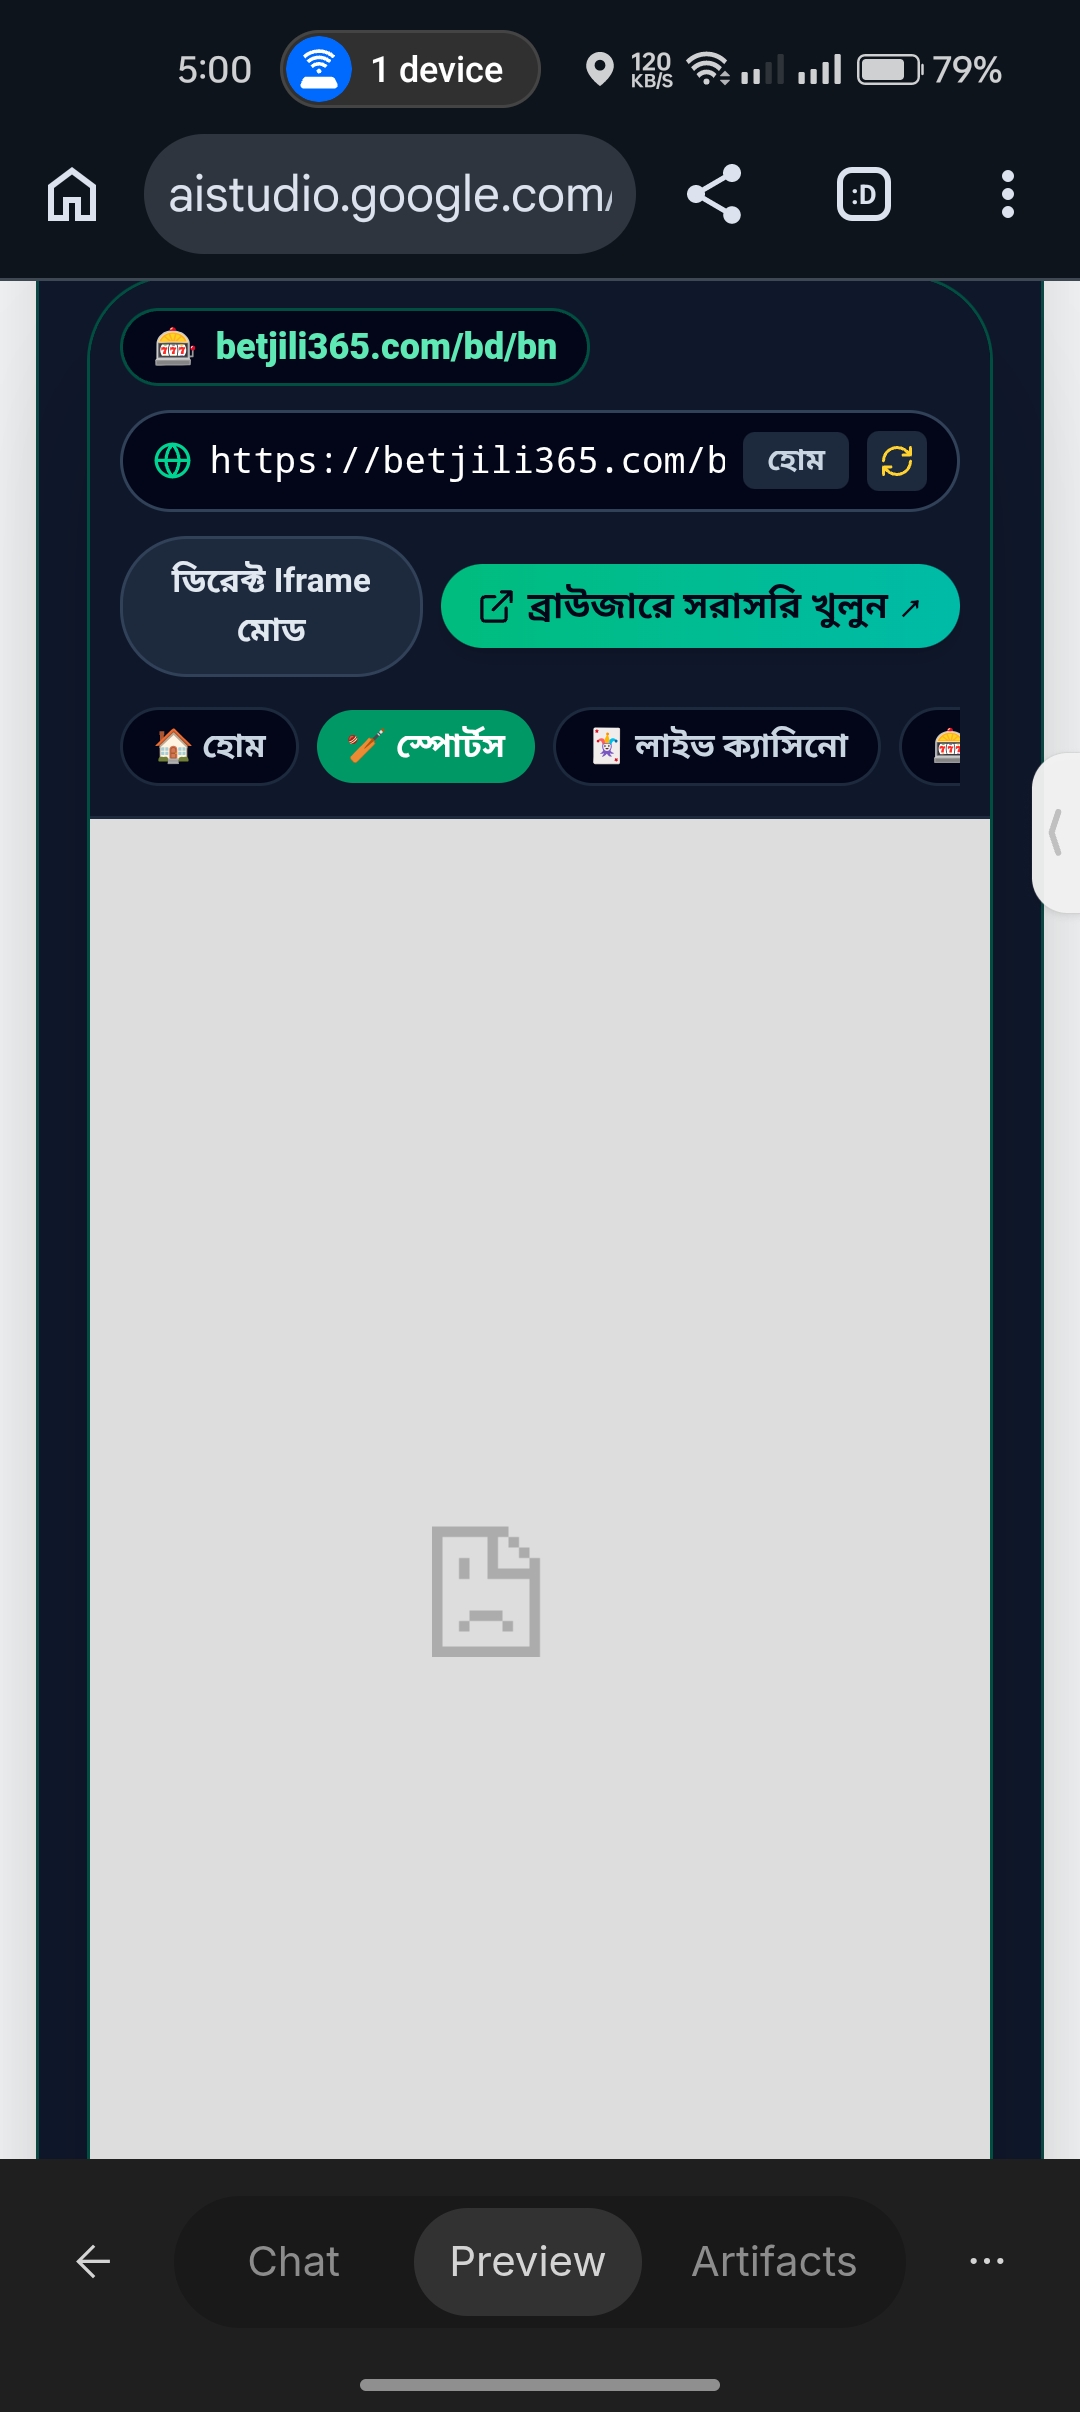 5:00
1 device
120
KB/S
79%
aistudio.google.com/
:D
betjili365.com/bd/bn
https://betjili365.com/b
হোম
ডিরেক্ট Iframe
মোড
ব্রাউজারে সরাসরি খুলুন ↗
হোম
স্পোর্টস
লাইভ ক্যাসিনো
Chat
Preview
Artifacts